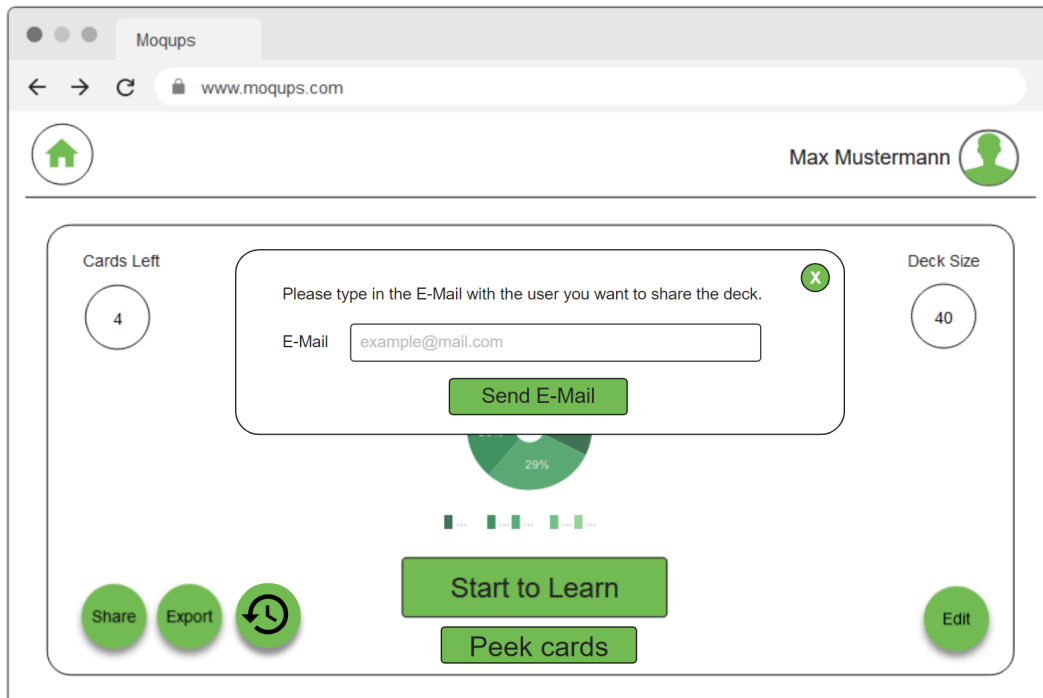 Moqups
www.moqups.com
Max Mustermann
Cards Left
Deck Size
X
Please type in the E-Mail with the user you want to share the deck.
4
40
E-Mail
example@mail.com
Send E-Mail
29%
... ... ... ... ...
Start to Learn
Share
Export
Edit
Peek cards